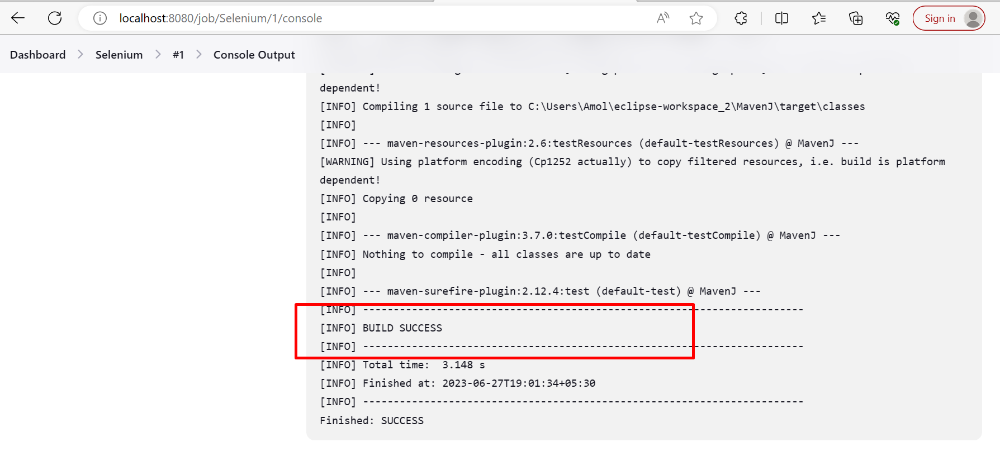 localhost:8080/job/Selenium/1/console
Sign in
Dashboard > Selenium > #1 > Console Output
dependent!
[INFO] Compiling 1 source file to C:\Users\Amol\eclipse-workspace_2\MavenJ\target\classes
[INFO]
[INFO] --- maven-resources-plugin:2.6:testResources (default-testResources) @ MavenJ ---
[WARNING] Using platform encoding (Cp1252 actually) to copy filtered resources, i.e. build is platform
dependent!
[INFO] Copying 0 resource
[INFO]
[INFO] --- maven-compiler-plugin:3.7.0:testCompile (default-testCompile) @ MavenJ ---
[INFO] Nothing to compile - all classes are up to date
[INFO]
[INFO] --- maven-surefire-plugin:2.12.4:test (default-test) @ MavenJ ---
[INFO] ------------------------------------------------------------------------
[INFO] BUILD SUCCESS
[INFO] ------------------------------------------------------------------------
[INFO] Total time:  3.148 s
[INFO] Finished at: 2023-06-27T19:01:34+05:30
[INFO] ------------------------------------------------------------------------
Finished: SUCCESS